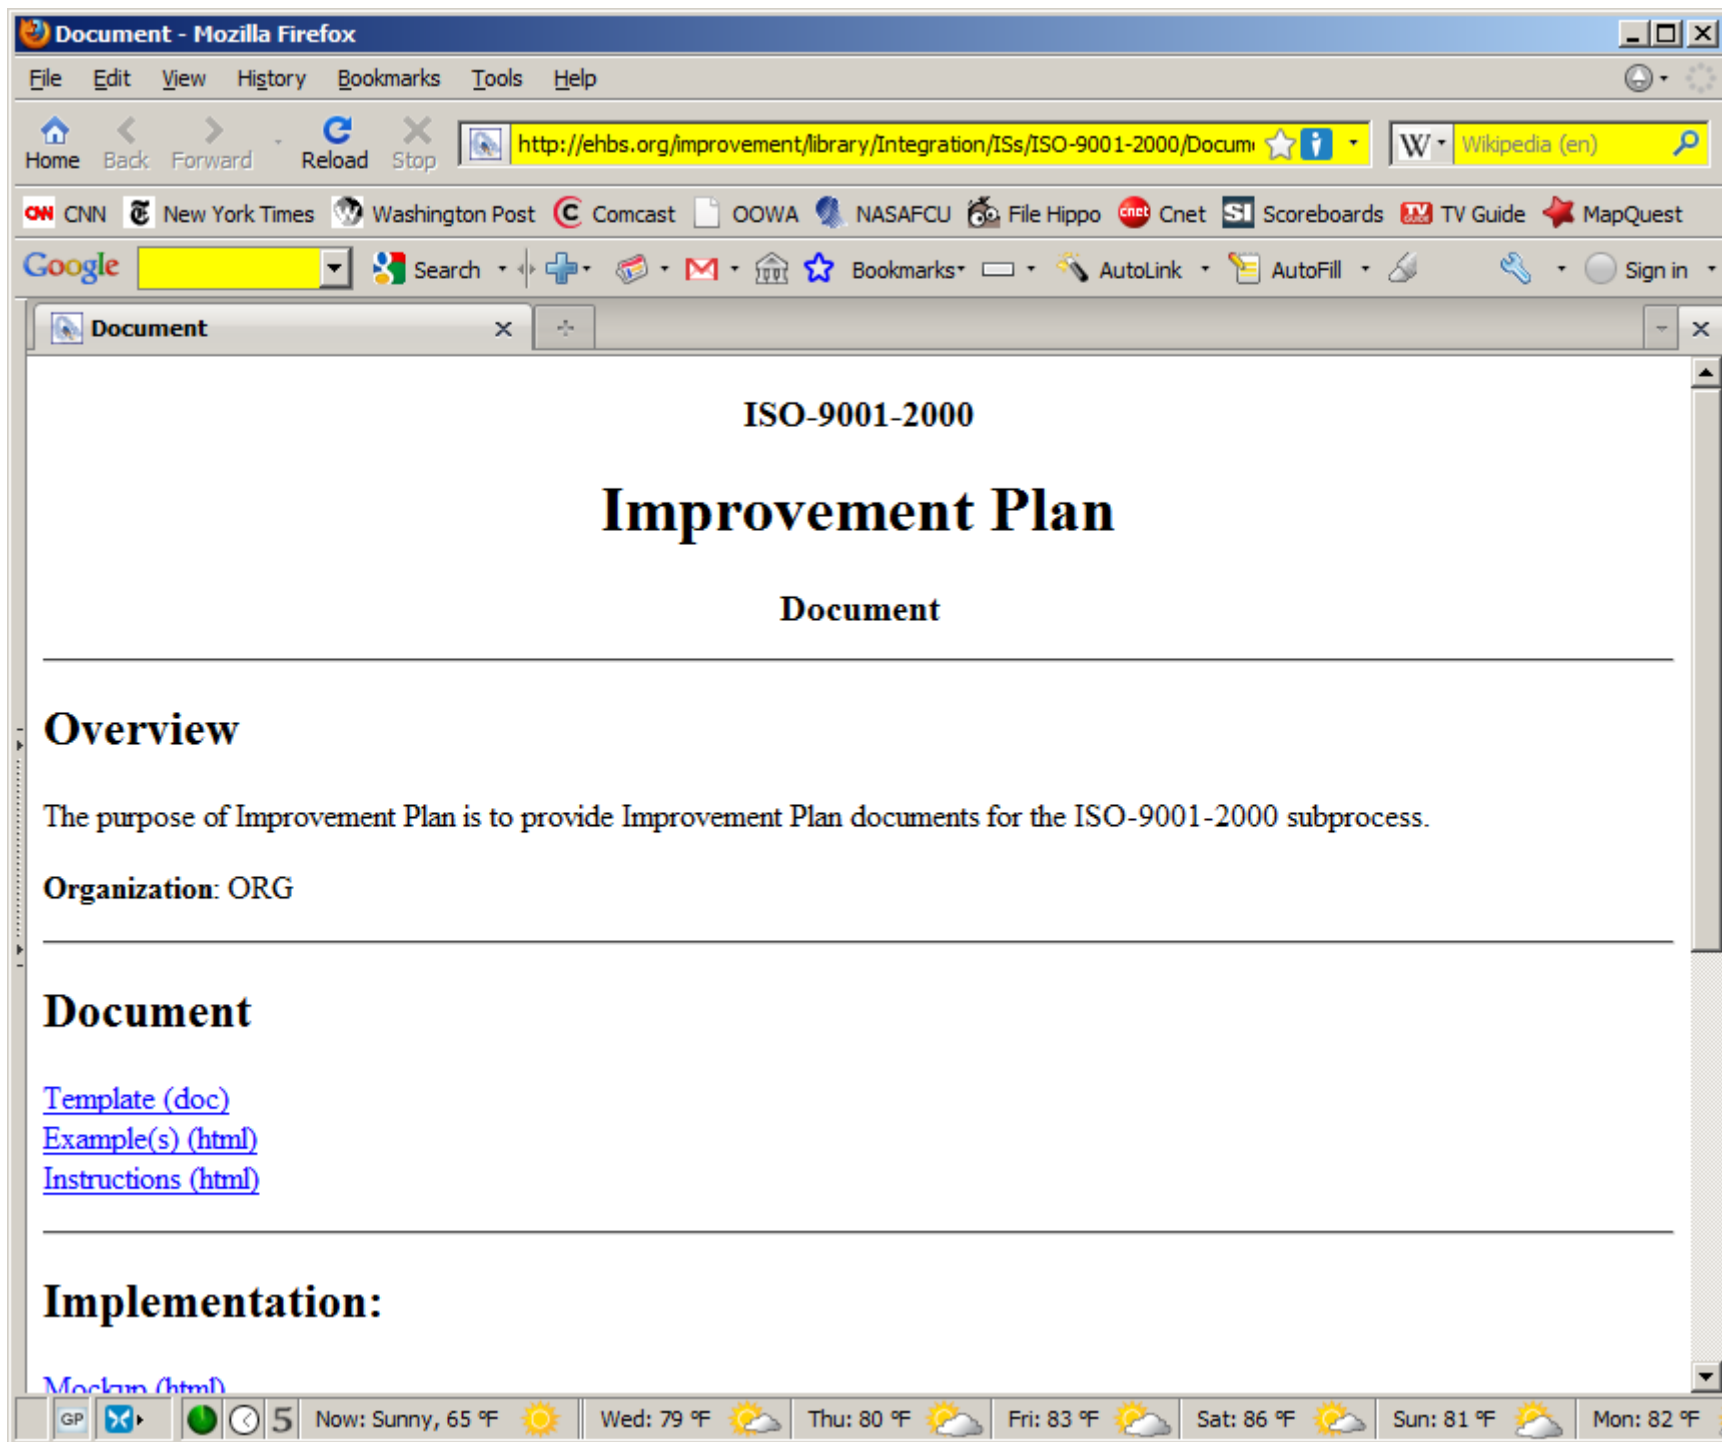 Document - Mozilla Firefox
File Edit View History Bookmarks Tools Help
Home Back Forward Reload Stop http://ehbs.org/improvement/library/Integration/ISs/ISO-9001-2000/Docum W Wikipedia (en)
CNN CNN New York Times Washington Post C Comcast OOWA NASAFCU File Hippo cnet Cnet SI Scoreboards TV GUIDE TV Guide MapQuest
Google Search Bookmarks AutoLink AutoFill Sign in
Document
ISO-9001-2000
Improvement Plan
Document
Overview
The purpose of Improvement Plan is to provide Improvement Plan documents for the ISO-9001-2000 subprocess.
Organization: ORG
Document
Template (doc)
Example(s) (html)
Instructions (html)
Implementation:
Mockup (html)
GP 5 Now: Sunny, 65 °F Wed: 79 °F Thu: 80 °F Fri: 83 °F Sat: 86 °F Sun: 81 °F Mon: 82 °F